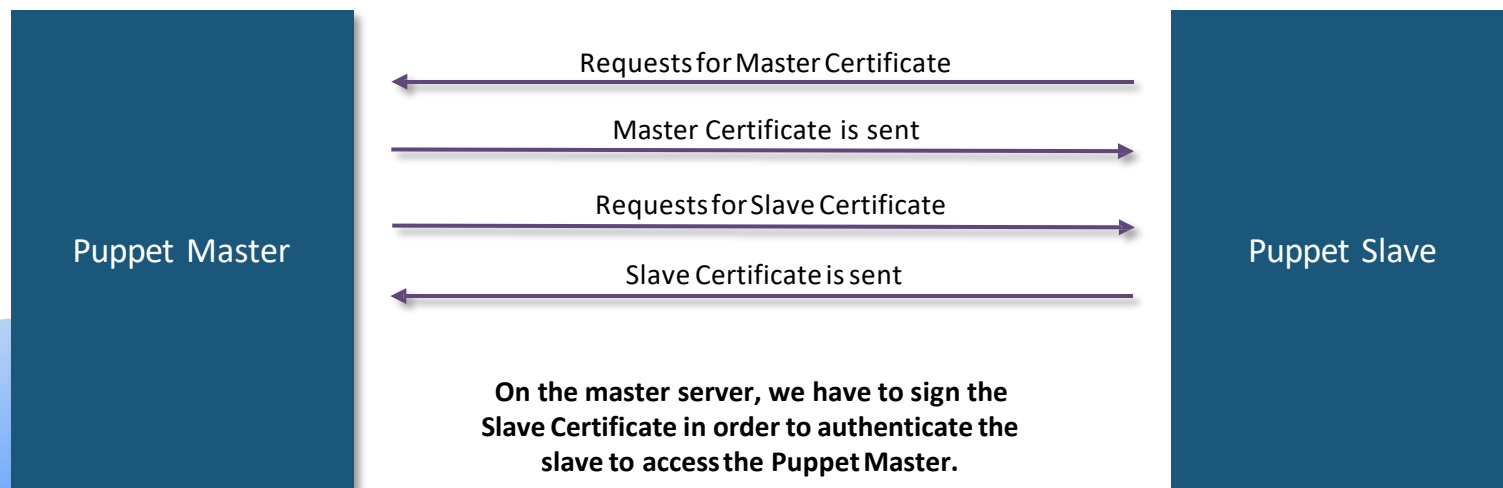 Requests for Master Certificate
Master Certificate is sent
Requests for Slave Certificate
Slave Certificate is sent
Puppet Master
Puppet Slave
On the master server, we have to sign the
Slave Certificate in order to authenticate the
slave to access the Puppet Master.